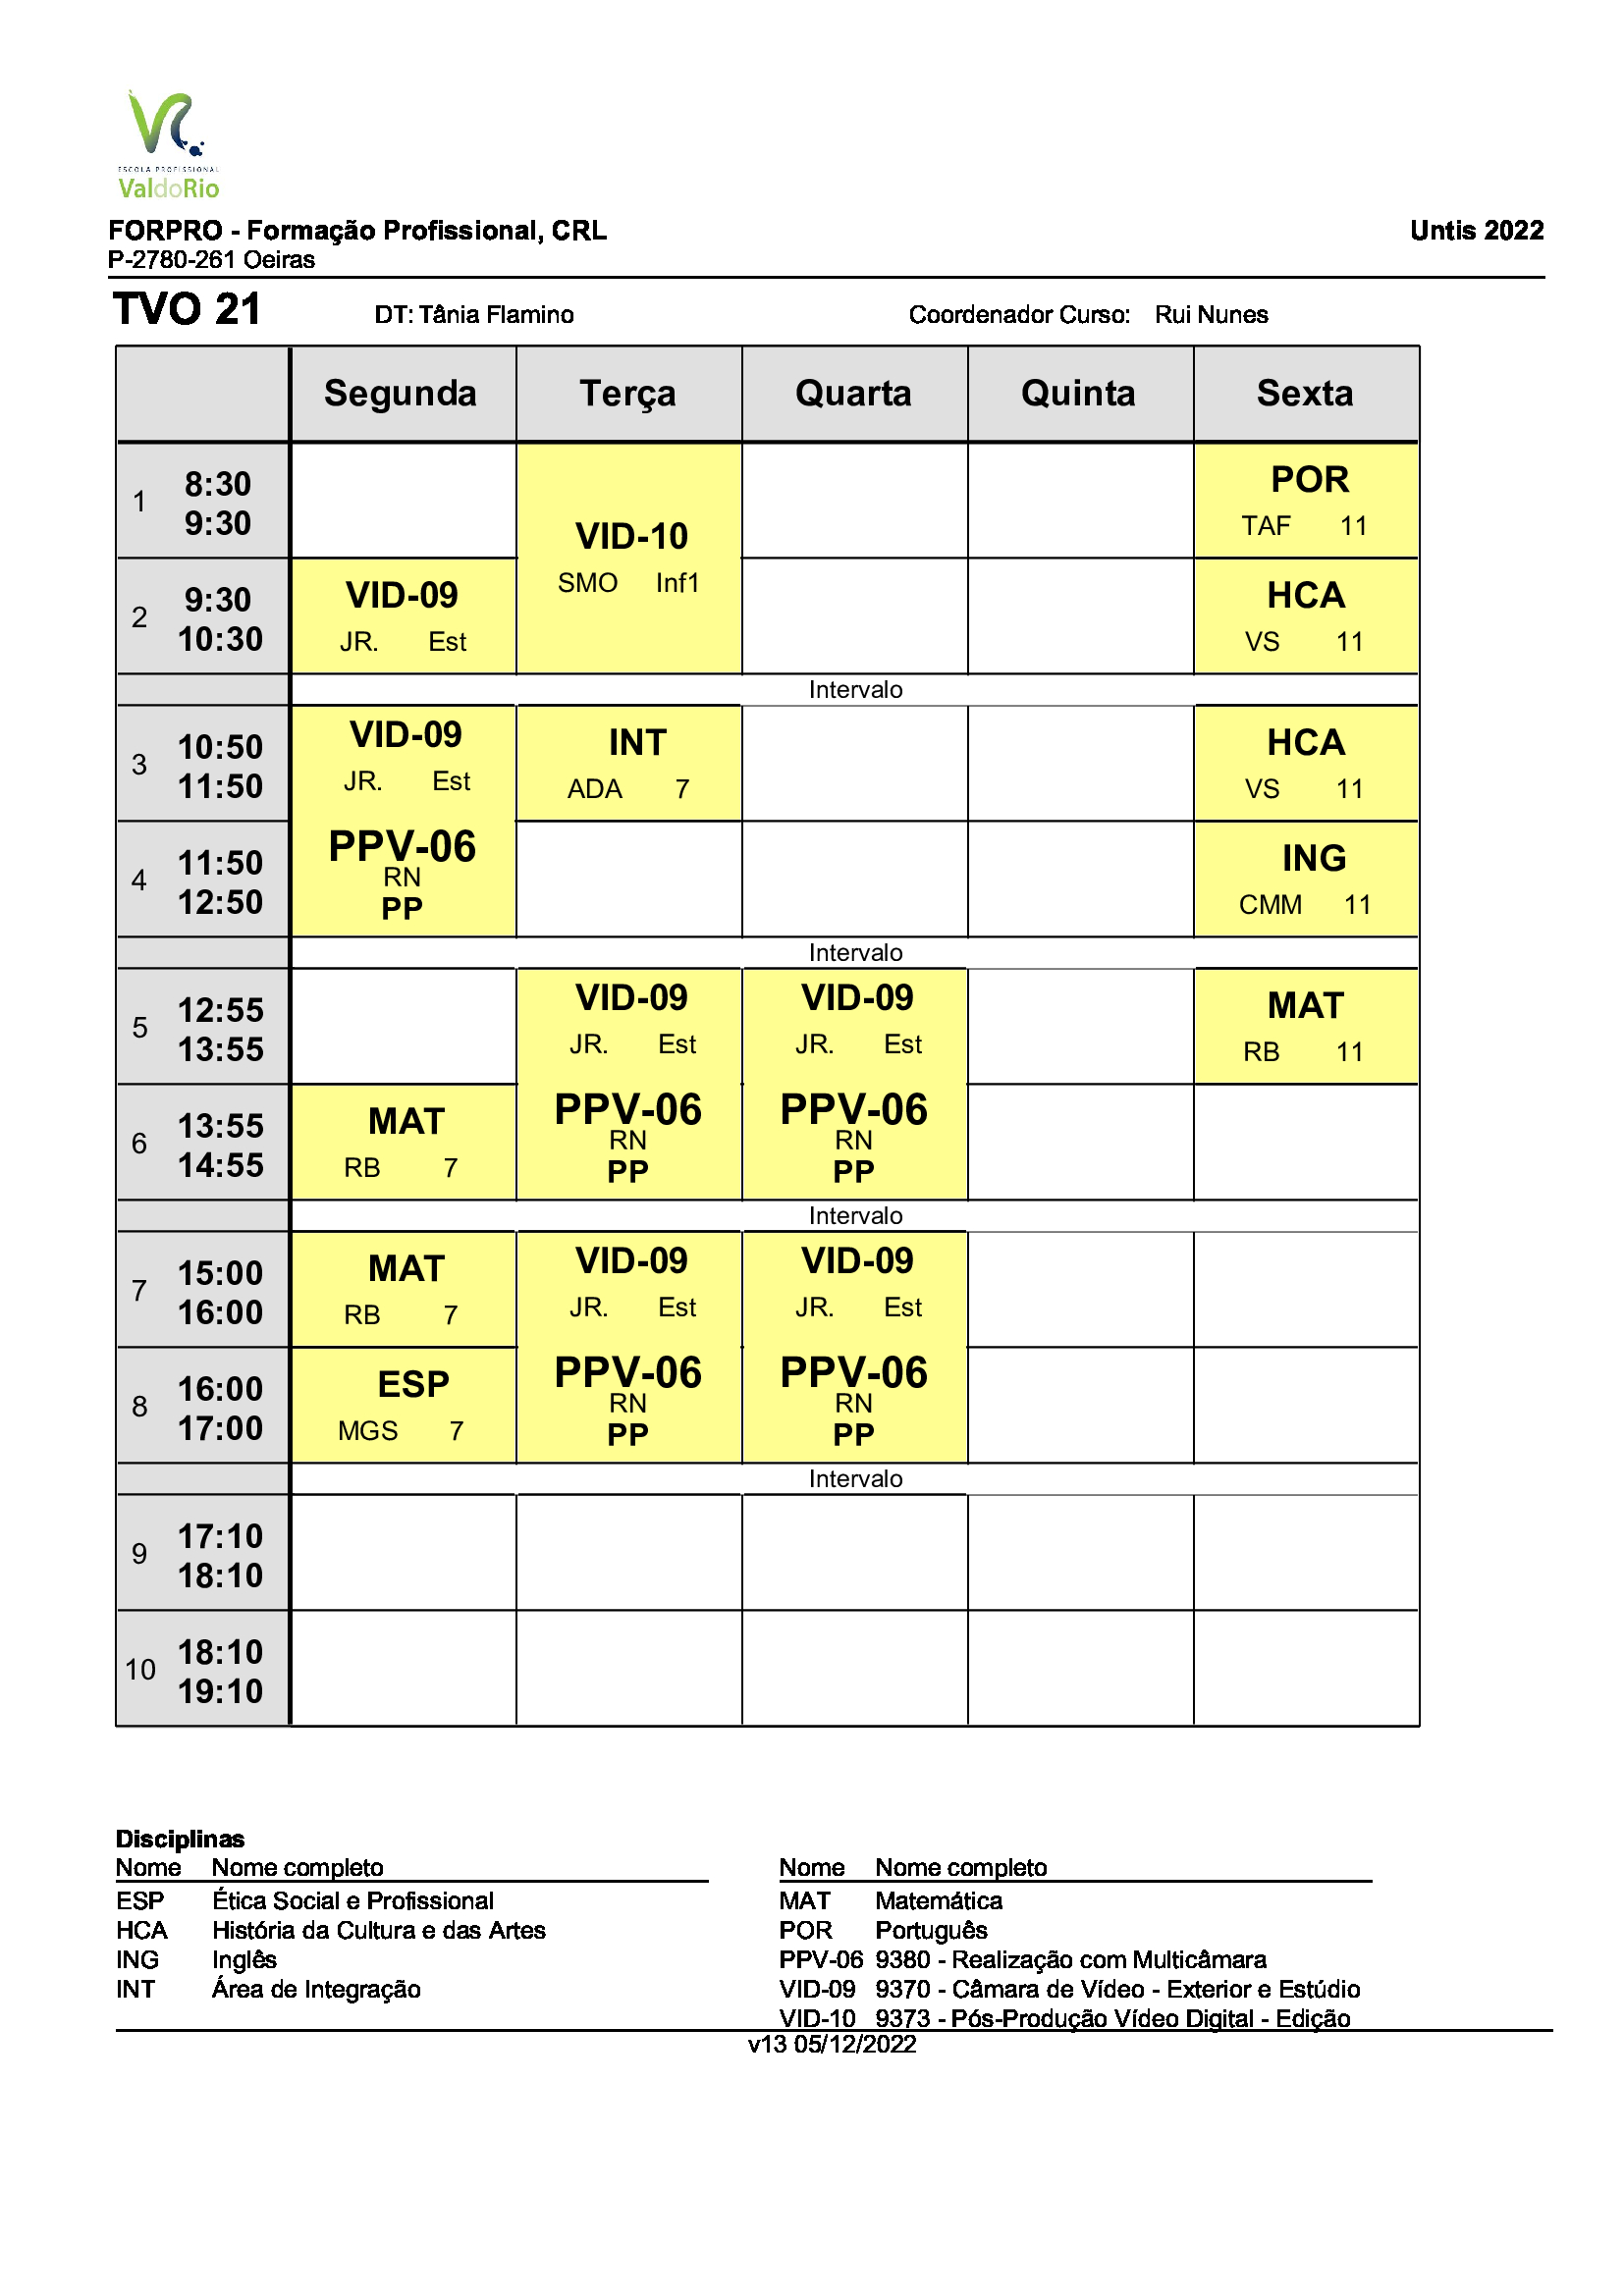 VR
ESCOLA PROFISSIONAL
ValdoRio
FORPRO - Formação Profissional, CRL Untis 2022
P-2780-261 Oeiras
TVO 21 DT: Tânia Flamino Coordenador Curso: Rui Nunes
Segunda Terça Quarta Quinta Sexta
1 8:30 9:30 VID-10 SMO Inf1 POR TAF 11
2 9:30 10:30 VID-09 JR. Est HCA VS 11
Intervalo
3 10:50 11:50 VID-09 JR. Est INT ADA 7 HCA VS 11
4 11:50 12:50 PPV-06 RN PP ING CMM 11
Intervalo
5 12:55 13:55 VID-09 JR. Est VID-09 JR. Est MAT RB 11
6 13:55 14:55 MAT RB 7 PPV-06 RN PP PPV-06 RN PP
Intervalo
7 15:00 16:00 MAT RB 7 VID-09 JR. Est VID-09 JR. Est
8 16:00 17:00 ESP MGS 7 PPV-06 RN PP PPV-06 RN PP
Intervalo
9 17:10 18:10
10 18:10 19:10
Disciplinas
Nome Nome completo Nome Nome completo
ESP Ética Social e Profissional MAT Matemática
HCA História da Cultura e das Artes POR Português
ING Inglês PPV-06 9380 - Realização com Multicâmara
INT Área de Integração VID-09 9370 - Câmara de Vídeo - Exterior e Estúdio
VID-10 9373 - Pós-Produção Vídeo Digital - Edição
v13 05/12/2022